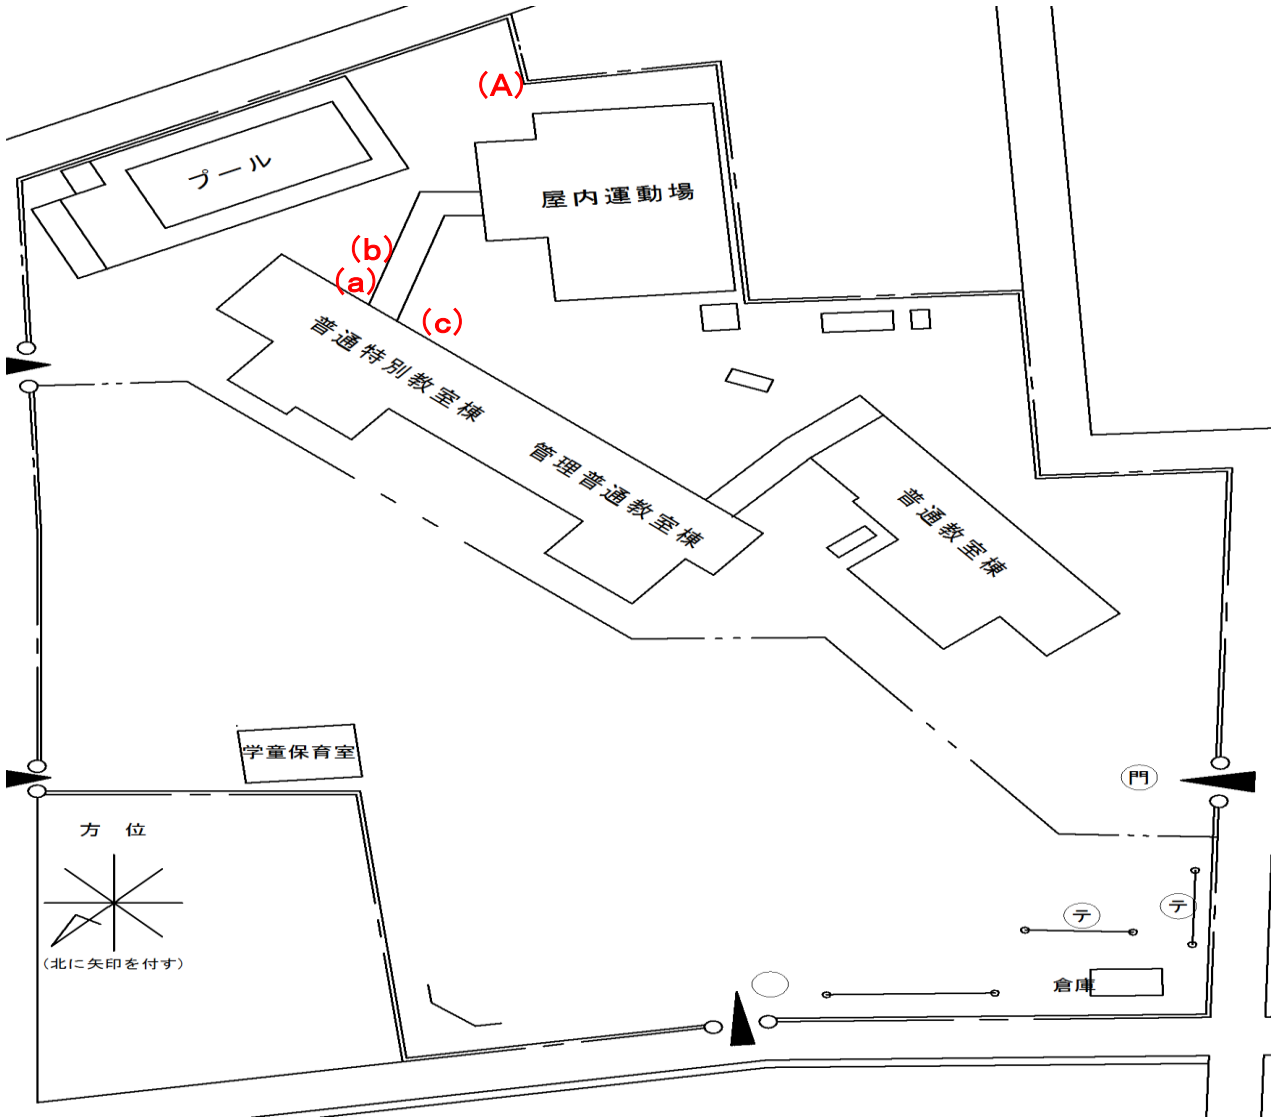 (A)
プール
屋内運動場
(b)
(a)
(c)
普通特別教室棟
管理普通教室棟
普通教室棟
学童保育室
門
方 位
(北に矢印を付す)
テ
テ
倉庫